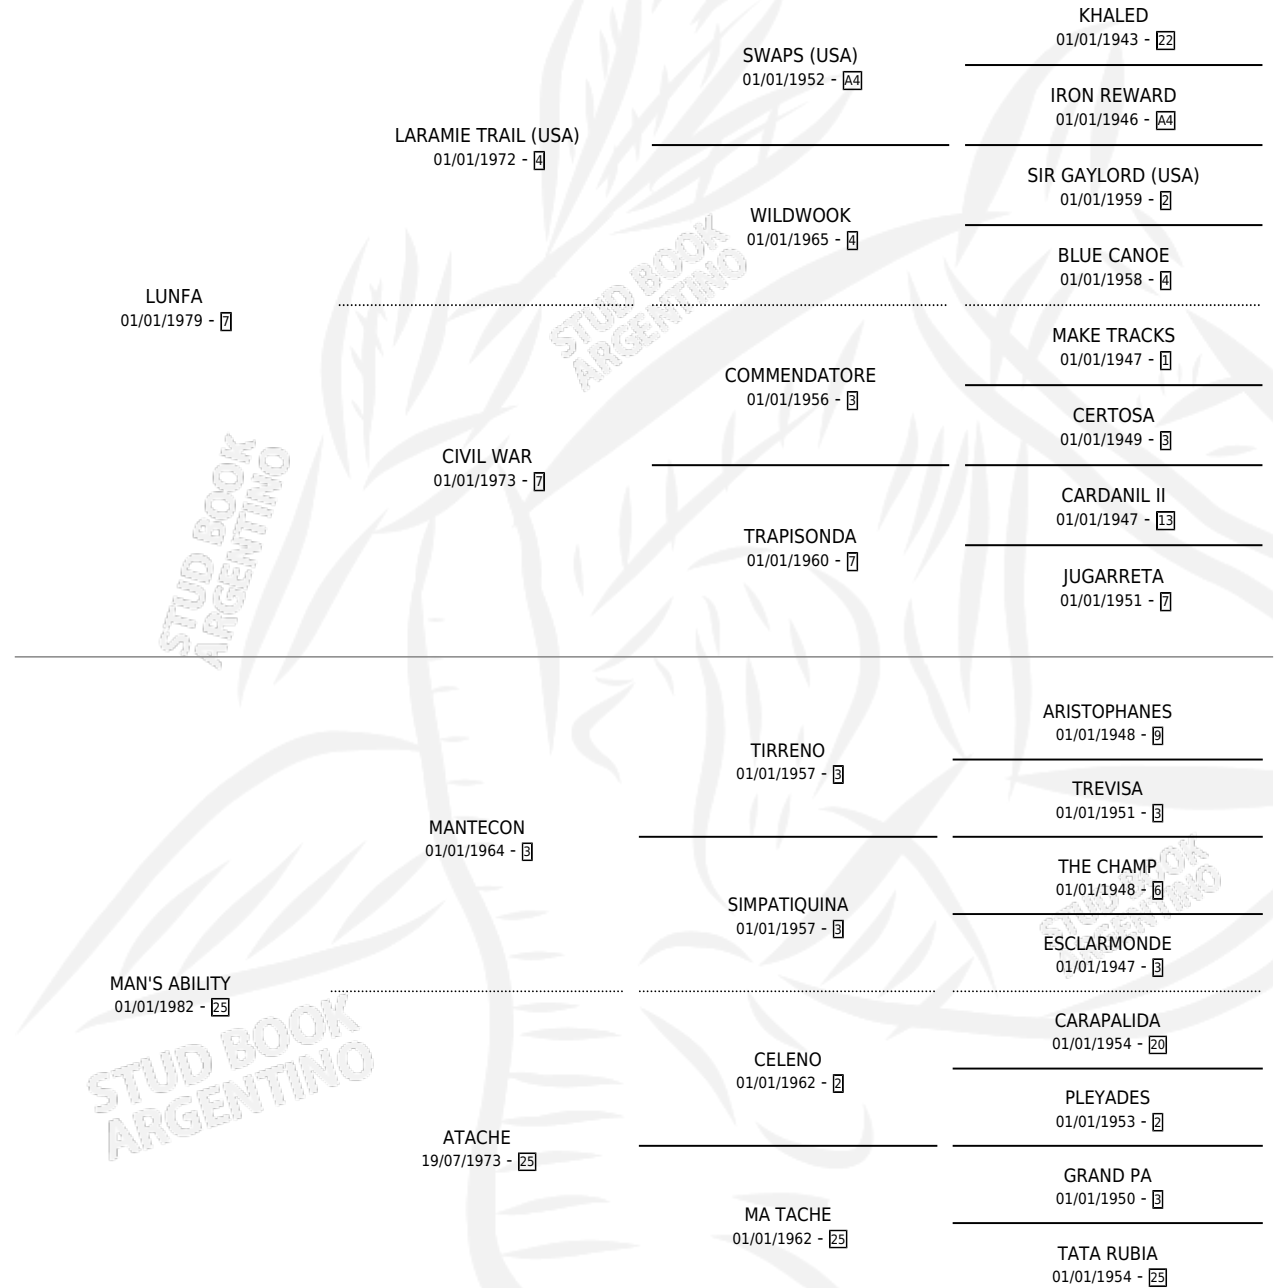 KHALED
01/01/1943 - 22
SWAPS (USA)
01/01/1952 - A4
IRON REWARD
01/01/1946 - A4
LARAMIE TRAIL (USA)
01/01/1972 - 4
SIR GAYLORD (USA)
01/01/1959 - 2
WILDWOOK
01/01/1965 - 4
BLUE CANOE
01/01/1958 - 4
LUNFA
01/01/1979 - 7
STUD BOOK
ARGENTINO
MAKE TRACKS
01/01/1947 - 1
COMMENDATORE
01/01/1956 - 3
CERTOSA
01/01/1949 - 3
CIVIL WAR
01/01/1973 - 7
CARDANIL II
01/01/1947 - 13
TRAPISONDA
01/01/1960 - 7
JUGARRETA
01/01/1951 - 7
STUD BOOK
ARGENTINO
ARISTOPHANES
01/01/1948 - 9
TIRRENO
01/01/1957 - 3
TREVISA
01/01/1951 - 3
MANTECON
01/01/1964 - 3
THE CHAMP
01/01/1948 - 6
SIMPATIQUINA
01/01/1957 - 3
STUD BOOK
ARGENTINO
ESCLARMONDE
01/01/1947 - 3
MAN'S ABILITY
01/01/1982 - 25
CARAPALIDA
01/01/1954 - 20
CELENO
01/01/1962 - 2
STUD BOOK
ARGENTINO
PLEYADES
01/01/1953 - 2
ATACHE
19/07/1973 - 25
GRAND PA
01/01/1950 - 3
MA TACHE
01/01/1962 - 25
TATA RUBIA
01/01/1954 - 25